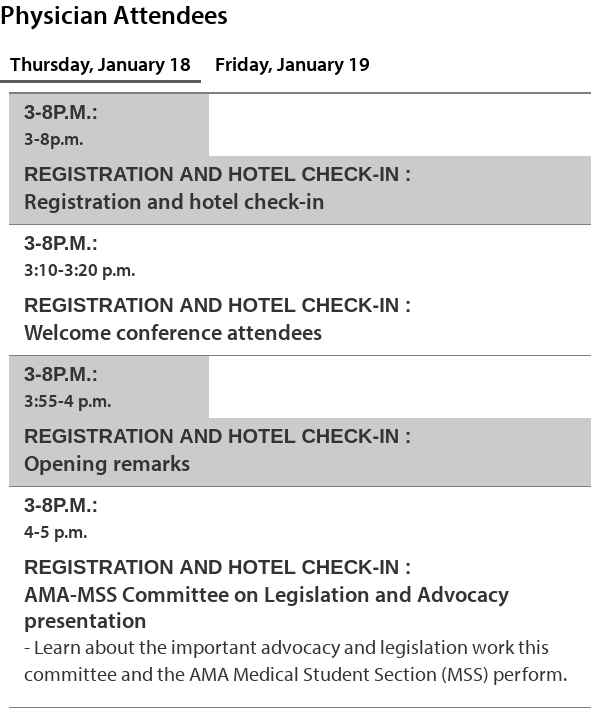 Physician Attendees
Thursday, January 18 Friday, January 19
3-8P.M.:
3-8p.m.
REGISTRATION AND HOTEL CHECK-IN :
Registration and hotel check-in
3-8P.M.:
3:10-3:20 p.m.
REGISTRATION AND HOTEL CHECK-IN :
Welcome conference attendees
3-8P.M.:
3:55-4 p.m.
REGISTRATION AND HOTEL CHECK-IN :
Opening remarks
3-8P.M.:
4-5 p.m.
REGISTRATION AND HOTEL CHECK-IN :
AMA-MSS Committee on Legislation and Advocacy
presentation
- Learn about the important advocacy and legislation work this
committee and the AMA Medical Student Section (MSS) perform.